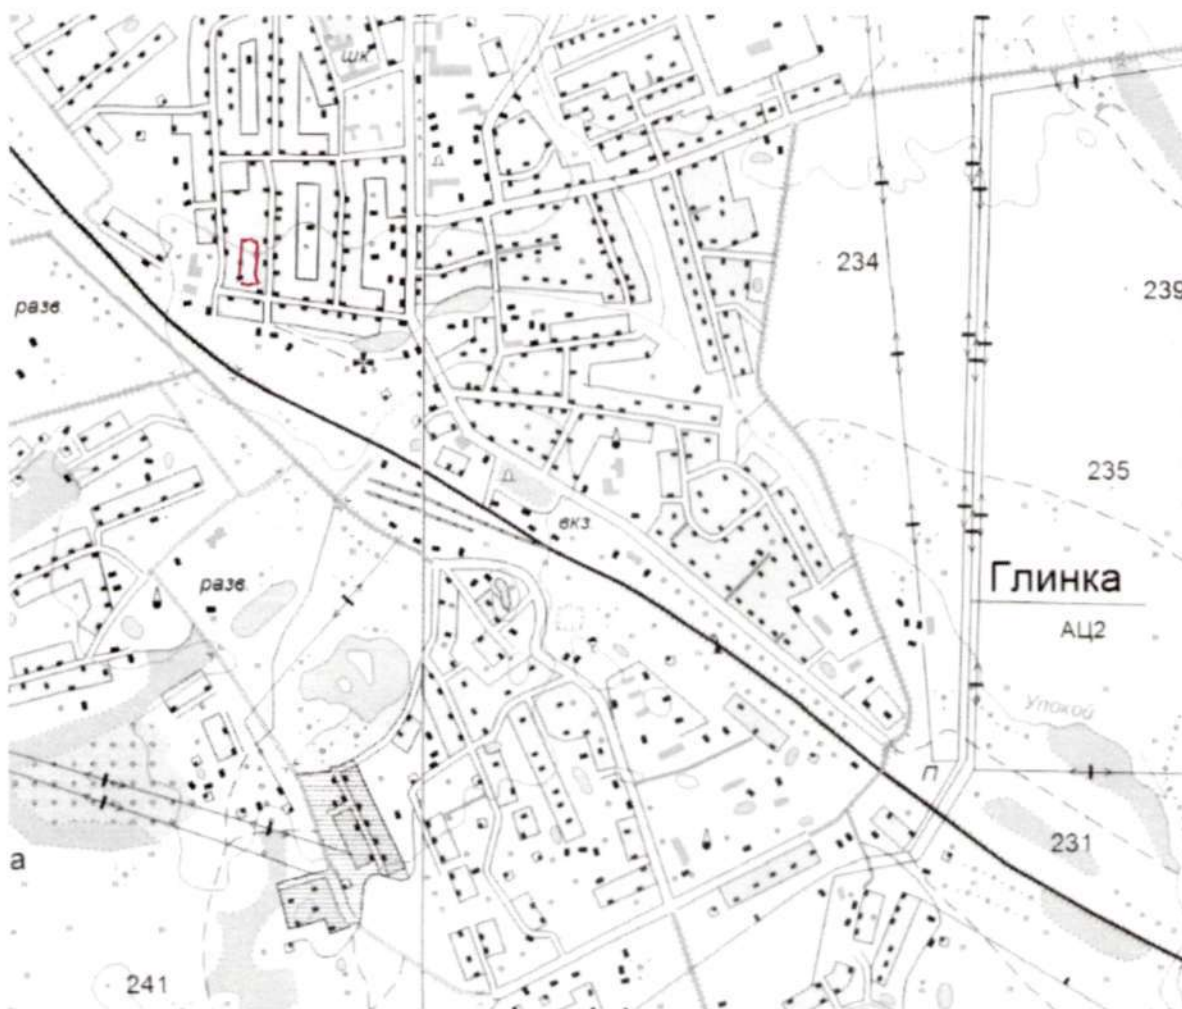 шк.
234
239
разв.
235
вкз.
Глинка
разв.
АЦ2
Упокой
П
231
а
241